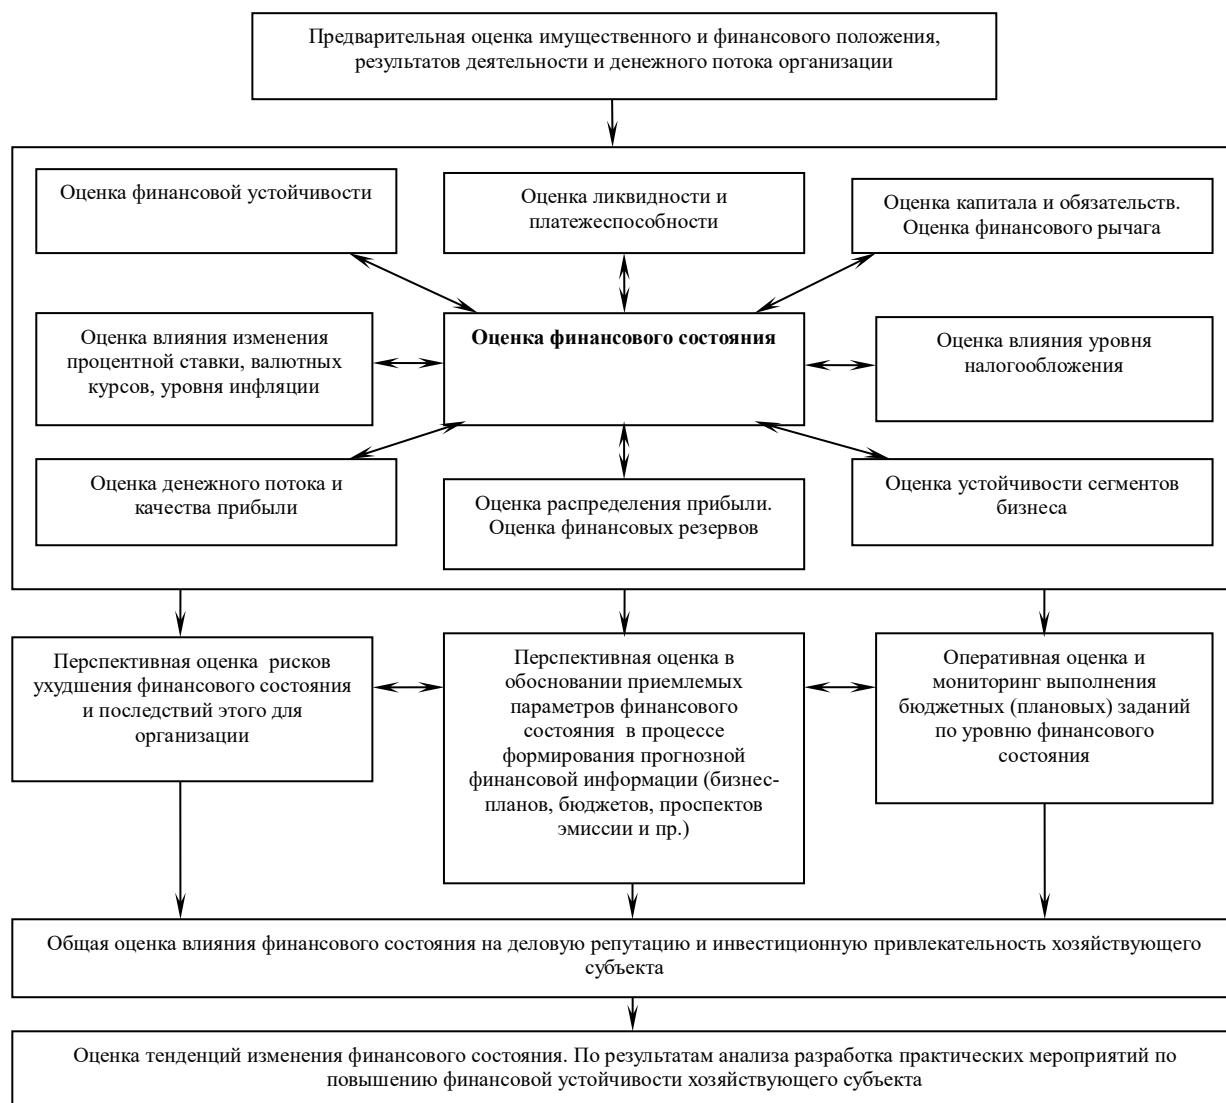 Предварительная оценка имущественного и финансового положения,
результатов деятельности и денежного потока организации
Оценка финансовой устойчивости
Оценка ликвидности и
платежеспособности
Оценка капитала и обязательств.
Оценка финансового рычага
Оценка влияния изменения
процентной ставки, валютных
курсов, уровня инфляции
Оценка финансового состояния
Оценка влияния уровня
налогообложения
Оценка денежного потока и
качества прибыли
Оценка распределения прибыли.
Оценка финансовых резервов
Оценка устойчивости сегментов
бизнеса
Перспективная оценка рисков
ухудшения финансового состояния
и последствий этого для
организации
Перспективная оценка в
обосновании приемлемых
параметров финансового
состояния в процессе
формирования прогнозной
финансовой информации (бизнес-
планов, бюджетов, проспектов
эмиссии и пр.)
Оперативная оценка и
мониторинг выполнения
бюджетных (плановых) заданий
по уровню финансового
состояния
Общая оценка влияния финансового состояния на деловую репутацию и инвестиционную привлекательность хозяйствующего
субъекта
Оценка тенденций изменения финансового состояния. По результатам анализа разработка практических мероприятий по
повышению финансовой устойчивости хозяйствующего субъекта